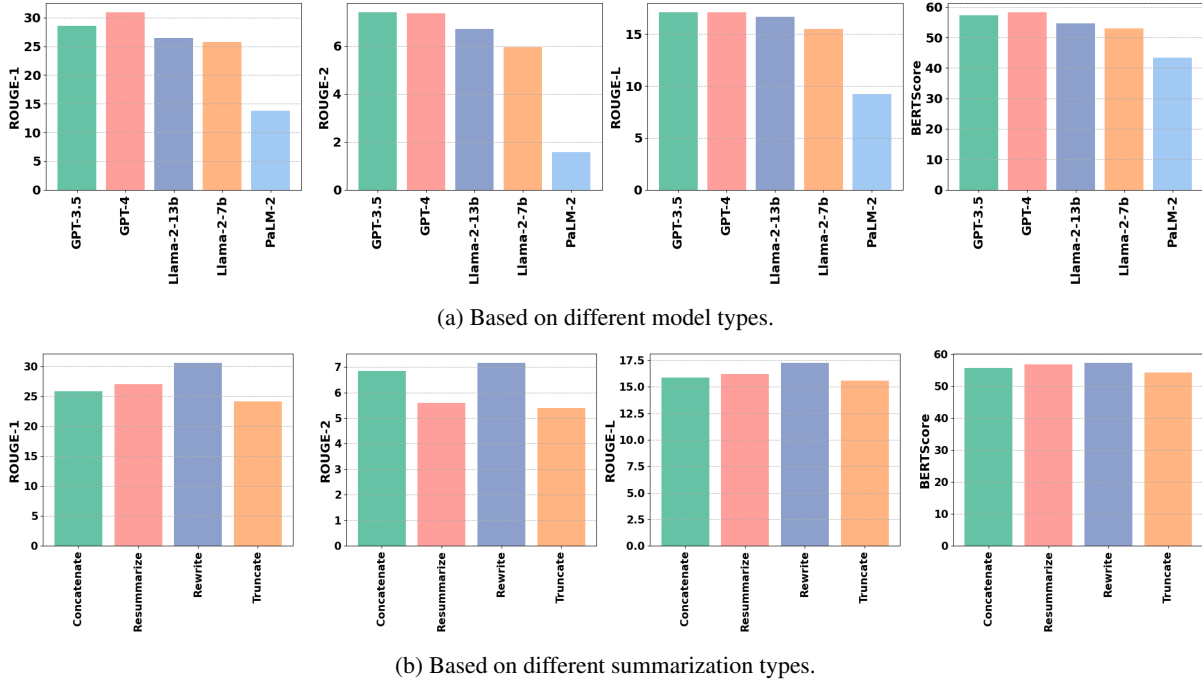 ROUGE-1
30
25
20
15
10
5
0
GPT-3.5
GPT-4
Llama-2-13b
Llama-2-7b
PaLM-2
ROUGE-2
6
4
2
0
GPT-3.5
GPT-4
Llama-2-13b
Llama-2-7b
PaLM-2
ROUGE-L
15
10
5
0
GPT-3.5
GPT-4
Llama-2-13b
Llama-2-7b
PaLM-2
BERTScore
60
50
40
30
20
10
0
GPT-3.5
GPT-4
Llama-2-13b
Llama-2-7b
PaLM-2
(a) Based on different model types.
ROUGE-1
30
25
20
15
10
5
0
Concatenate
Resummarize
Rewrite
Truncate
ROUGE-2
7
6
5
4
3
2
1
0
Concatenate
Resummarize
Rewrite
Truncate
ROUGE-L
17.5
15.0
12.5
10.0
7.5
5.0
2.5
0.0
Concatenate
Resummarize
Rewrite
Truncate
BERTScore
60
50
40
30
20
10
0
Concatenate
Resummarize
Rewrite
Truncate
(b) Based on different summarization types.